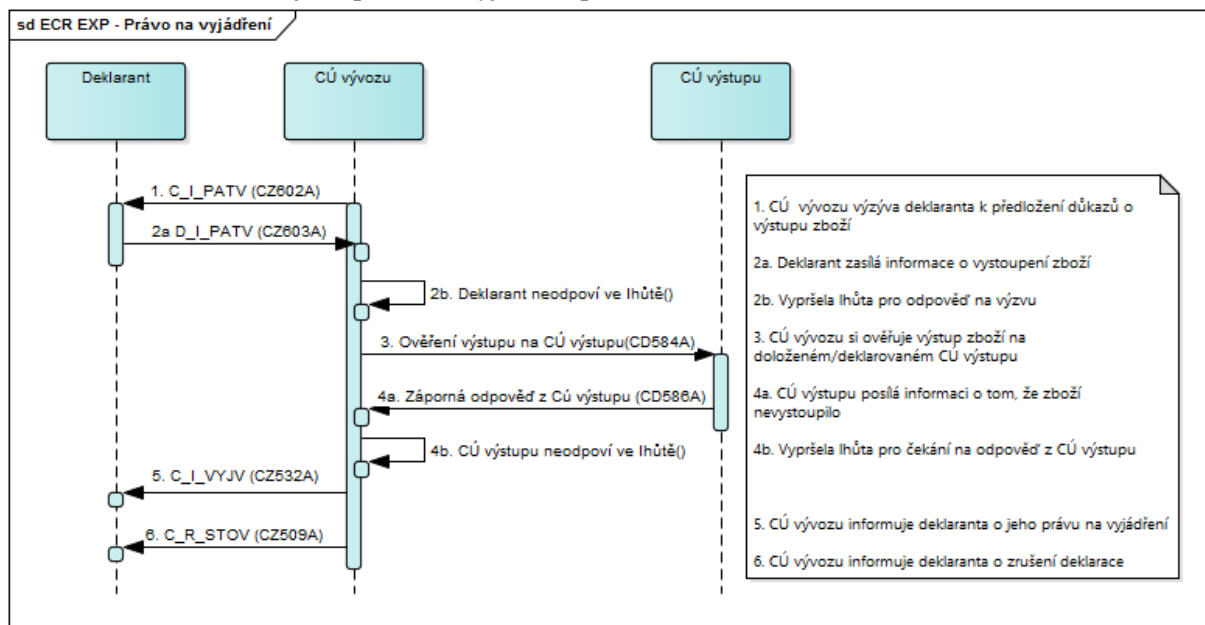 sd ECR EXP - Právo na vyjádření
Deklarant
CÚ vývozu
CÚ výstupu
1. C_I_PATV (CZ602A)
2a D_I_PATV (CZ603A)
2b. Deklarant neodpoví ve lhůtě()
3. Ověření výstupu na CÚ výstupu(CD584A)
4a. Záporná odpověď z Cú výstupu (CD586A)
4b. CÚ výstupu neodpoví ve lhůtě()
5. C_I_VYJV (CZ532A)
6. C_R_STOV (CZ509A)
1. CÚ vývozu vyzývá deklaranta k předložení důkazů o
výstupu zboží
2a. Deklarant zasílá informace o vystoupení zboží
2b. Vypršela lhůta pro odpověď na výzvu
3. CÚ vývozu si ověřuje výstup zboží na
doloženém/deklarovaném CÚ výstupu
4a. CÚ výstupu posílá informaci o tom, že zboží
nevystoupilo
4b. Vypršela lhůta pro čekání na odpověď z CÚ výstupu
5. CÚ vývozu informuje deklaranta o jeho právu na vyjádření
6. CÚ vývozu informuje deklaranta o zrušení deklarace